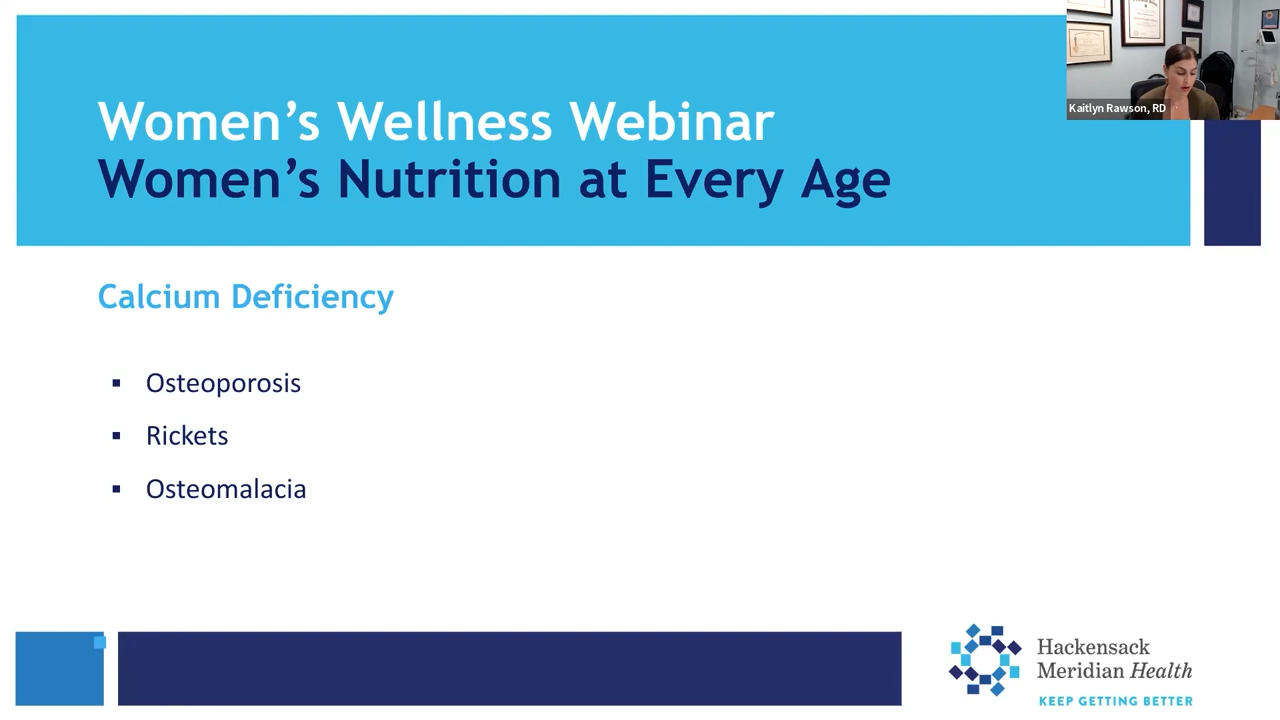 Women's Wellness Webinar
Women's Nutrition at Every Age
Kaitlyn Rawson, RD
Calcium Deficiency
▪ Osteoporosis
▪ Rickets
▪ Osteomalacia
Hackensack
Meridian Health
KEEP GETTING BETTER